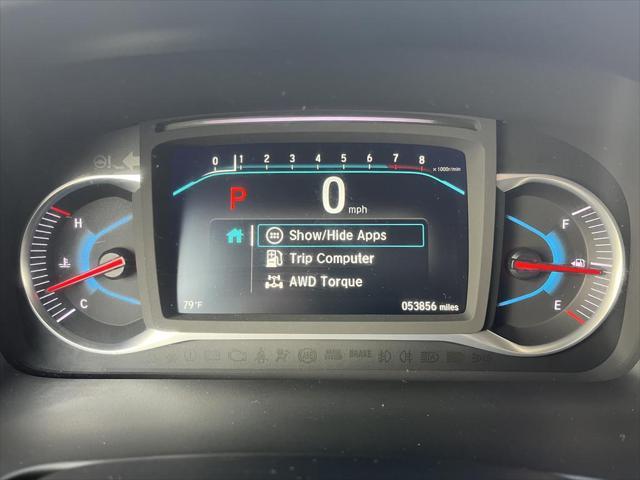 0 1 2 3 4 5 6 7 8 x1000r/min
P 0 mph
Show/Hide Apps
Trip Computer
AWD Torque
79°F 053856 miles
H
C
F
E
ABS BRAKE